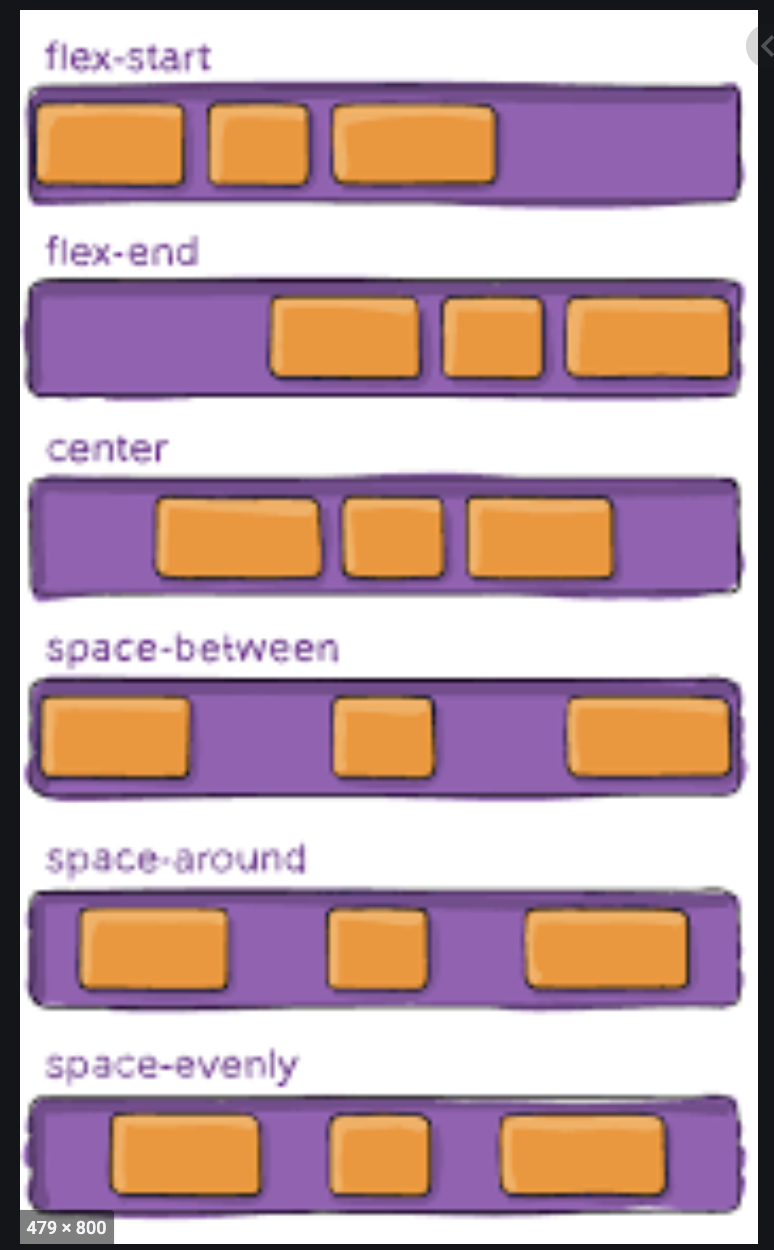 flex-start
flex-end
center
space-between
space-around
space-evenly
479 × 800